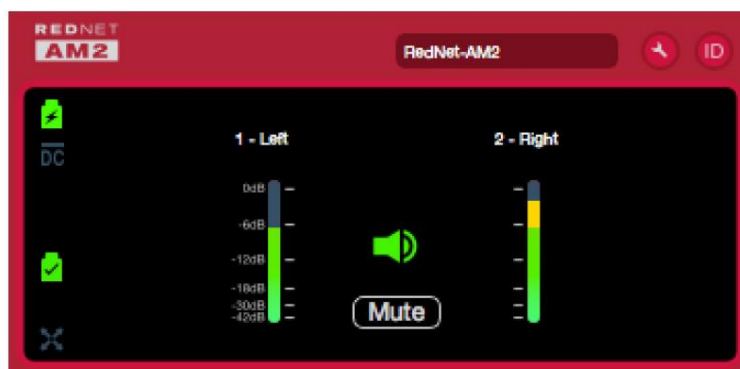 REDNET
AM2
RedNet-AM2
ID
DC
1 - Left
2 - Right
0dB
-6dB
-12dB
-18dB
-30dB
-42dB
Mute